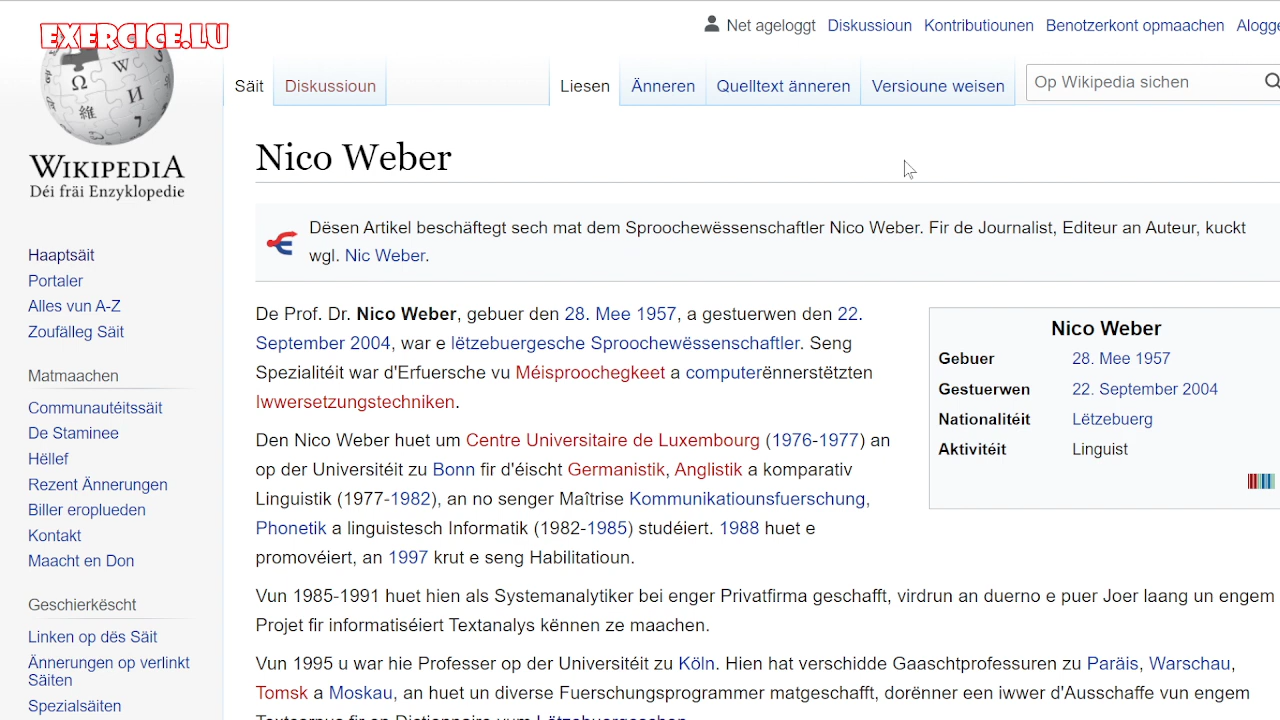 EXERCICE.LU
Net ageloggt Diskussioun Kontributiounen Benotzerkont opmaachen Alogge
Säit Diskussioun Liesen Änneren Quelltext änneren Versioune weisen Op Wikipedia sichen
WIKIPEDIA
Déi fräi Enzyklopedie
Haaptsäit
Portaler
Alles vun A-Z
Zoufälleg Säit
Matmaachen
Communautéitssäit
De Staminee
Hëllef
Rezent Ännerungen
Biller eroplueden
Kontakt
Maacht en Don
Geschierkëscht
Linken op dës Säit
Ännerungen op verlinkt
Säiten
Spezialsäiten
Nico Weber
Dësen Artikel beschäftegt sech mat dem Sproochewëssenschaftler Nico Weber. Fir de Journalist, Editeur an Auteur, kuckt
wgl. Nic Weber.
De Prof. Dr. Nico Weber, gebuer den 28. Mee 1957, a gestuerwen den 22.
September 2004, war e lëtzebuergesche Sproochewëssenschaftler. Seng
Spezialitéit war d'Erfuersche vu Méisproochegkeet a computerënnerstëtzten
Iwwersetzungstechniken.
Den Nico Weber huet um Centre Universitaire de Luxembourg (1976-1977) an
op der Universitéit zu Bonn fir d'éischt Germanistik, Anglistik a komparativ
Linguistik (1977-1982), an no senger Maîtrise Kommunikatiounsfuerschung,
Phonetik a linguistesch Informatik (1982-1985) studéiert. 1988 huet e
promovéiert, an 1997 krut e seng Habilitatioun.
Vun 1985-1991 huet hien als Systemanalytiker bei enger Privatfirma geschafft, virdrun an duerno e puer Joer laang un engem
Projet fir informatiséiert Textanalys kënnen ze maachen.
Vun 1995 u war hie Professer op der Universitéit zu Köln. Hien hat verschidde Gaaschtprofessuren zu Paräis, Warschau,
Tomsk a Moskau, an huet un diverse Fuerschungsprogrammer matgeschafft, dorënner een iwwer d'Ausschaffe vun engem
Nico Weber
Gebuer 28. Mee 1957
Gestuerwen 22. September 2004
Nationalitéit Lëtzebuerg
Aktivitéit Linguist